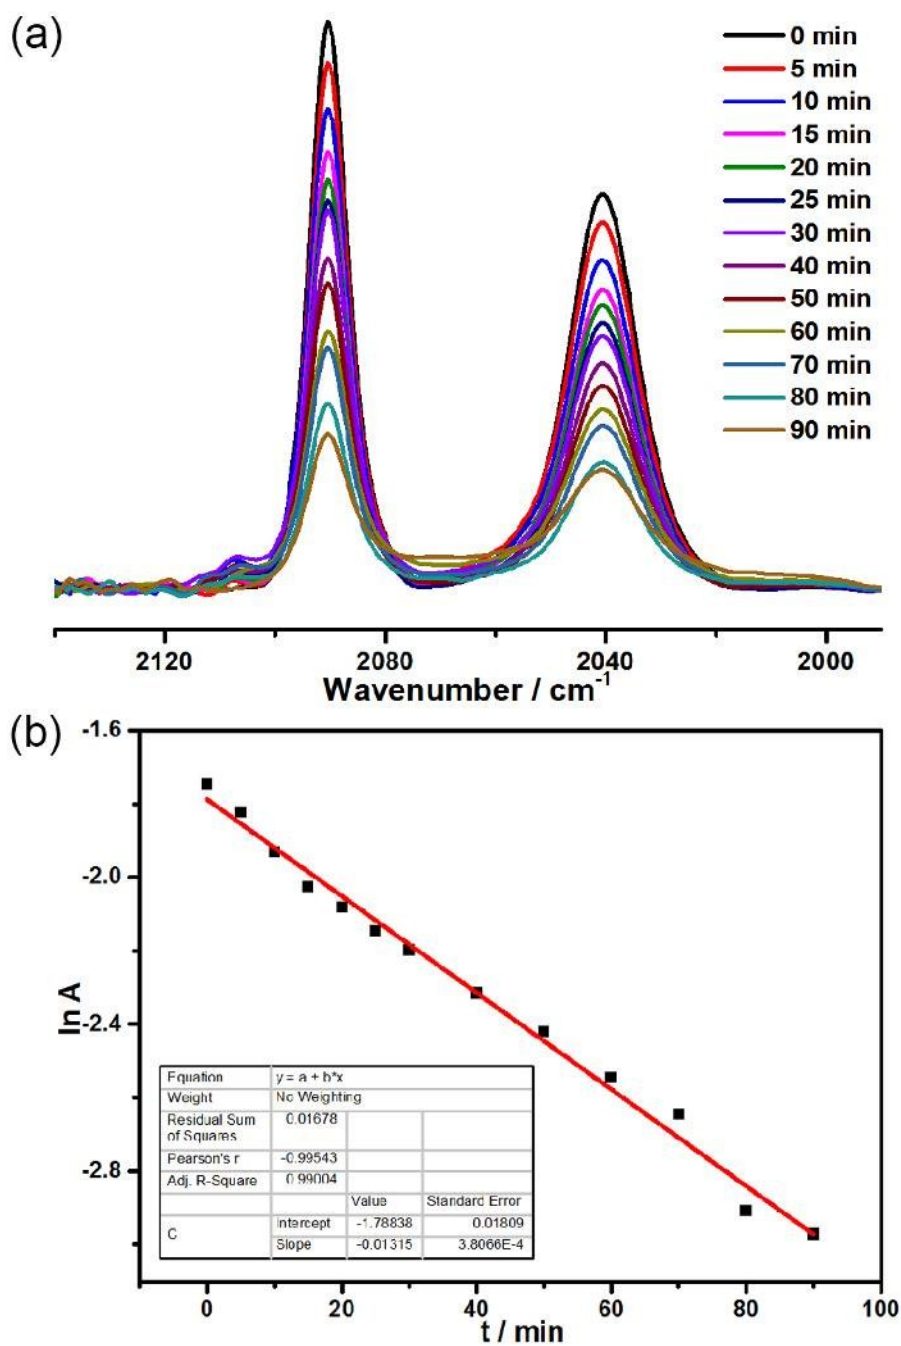 (a)
0 min
5 min
10 min
15 min
20 min
25 min
30 min
40 min
50 min
60 min
70 min
80 min
90 min
2120 2080 2040 2000
Wavenumber / cm-1
(b)
-1.6
-2.0
-2.4
-2.8
ln A
Equation y = a + b*x
Weight No Weighting
Residual Sum of Squares 0.01678
Pearson's r -0.99543
Adj. R-Square 0.99004
Value Standard Error
C Intercept -1.78838 0.01809
Slope -0.01315 3.8066E-4
0 20 40 60 80 100
t / min